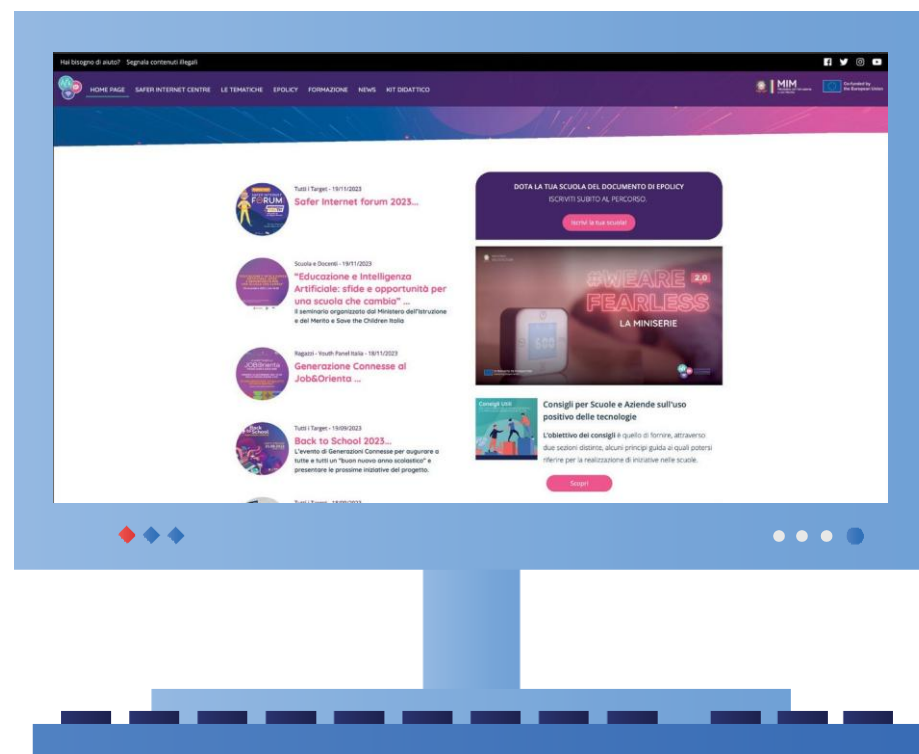 Hai bisogno di aiuto? Segnala contenuti illegali
HOME PAGE SAFER INTERNET CENTRE LE TEMATICHE EPOLICY FORMAZIONE NEWS KIT DIDATTICO
MIM
Co-funded by
the European Union
Tutti i Target - 19/11/2023
Safer Internet forum 2023...
FORUM
Scuola e Docenti - 19/11/2023
"Educazione e Intelligenza
Artificiale: sfide e opportunità per
una scuola che cambia" ...
Il seminario organizzato dal Ministero dell'Istruzione
e del Merito e Save the Children Italia
Ragazzi - Youth Panel Italia - 18/11/2023
Generazione Connesse al
Job&Orienta ...
JOB&Orienta
Tutti i Target - 19/09/2023
Back to School 2023...
L'evento di Generazioni Connesse per augurare a
tutte e tutti un "buon nuovo anno scolastico" e
presentare le prossime iniziative del progetto.
Back
to School
DOTA LA TUA SCUOLA DEL DOCUMENTO DI EPOLICY
ISCRIVITI SUBITO AL PERCORSO.
Iscrivi la tua scuola!
#WEARE 2.0
FEARLESS
LA MINISERIE
Consigli Utili
Consigli per Scuole e Aziende sull'uso
positivo delle tecnologie
L'obiettivo dei consigli è quello di fornire, attraverso
due sezioni distinte, alcuni principi guida ai quali potersi
riferire per la realizzazione di iniziative nelle scuole.
Scopri